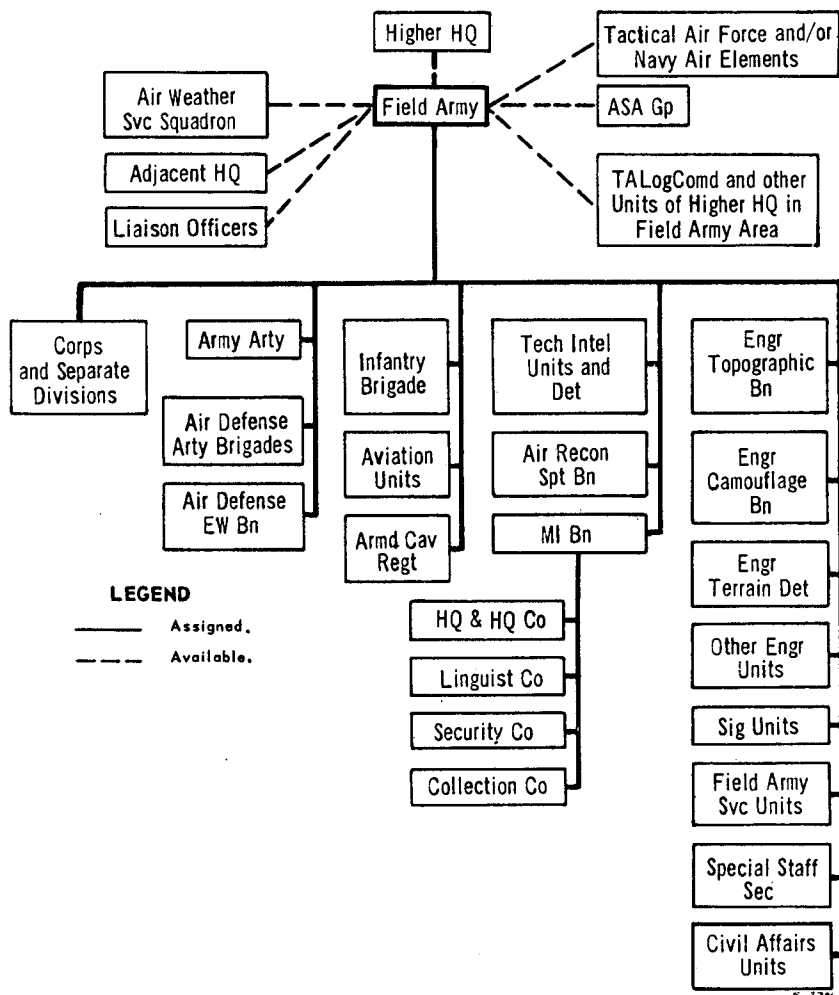 Higher HQ
Tactical Air Force and/or
Navy Air Elements
Air Weather
Svc Squadron
Field Army
ASA Gp
Adjacent HQ
TALogComd and other
Units of Higher HQ in
Field Army Area
Liaison Officers
Corps
and Separate
Divisions
Army Arty
Air Defense
Arty Brigades
Air Defense
EW Bn
Infantry
Brigade
Aviation
Units
Armd Cav
Regt
Tech Intel
Units and
Det
Air Recon
Spt Bn
MI Bn
HQ & HQ Co
Linguist Co
Security Co
Collection Co
Engr
Topographic
Bn
Engr
Camouflage
Bn
Engr
Terrain Det
Other Engr
Units
Sig Units
Field Army
Svc Units
Special Staff
Sec
Civil Affairs
Units
LEGEND
Assigned.
Available.